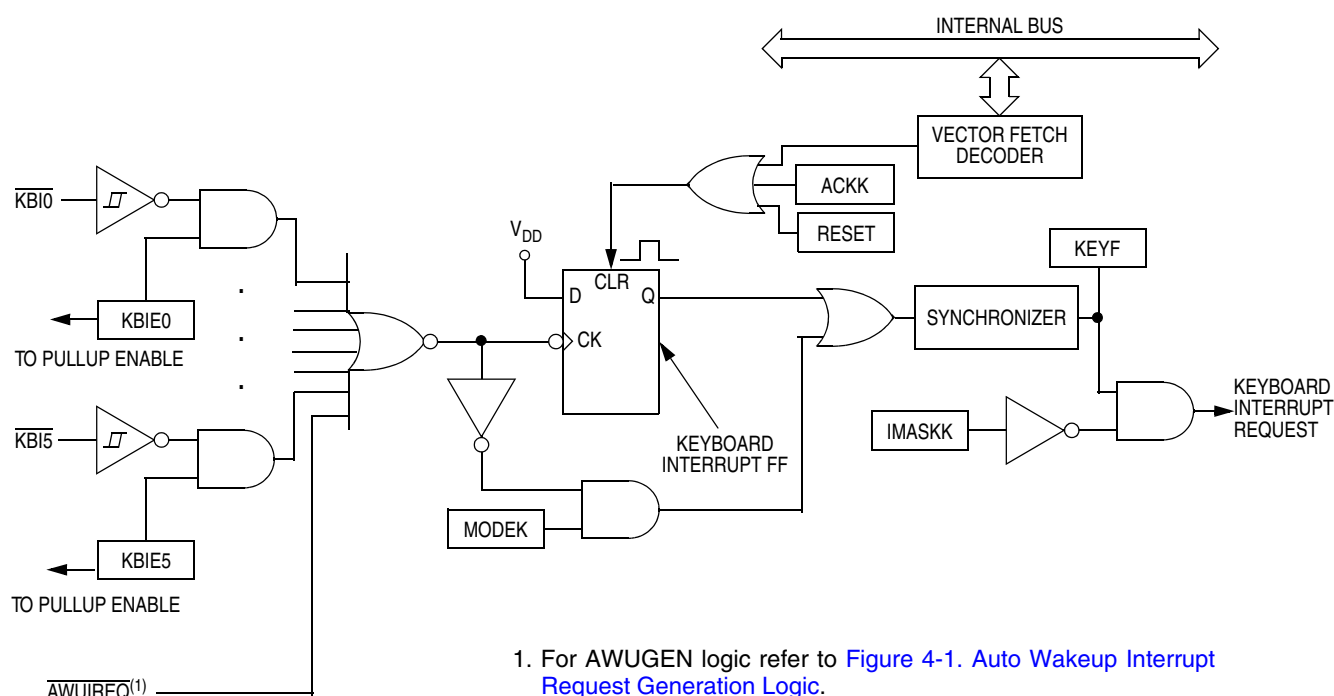 INTERNAL BUS
VECTOR FETCH
DECODER
ACKK
RESET
KBI0
VDD
KEYF
CLR
D
Q
CK
SYNCHRONIZER
KBIE0
TO PULLUP ENABLE
KBI5
KEYBOARD
INTERRUPT FF
IMASKK
KEYBOARD
INTERRUPT
REQUEST
MODEK
KBIE5
TO PULLUP ENABLE
AWUIREQ(1)
1. For AWUGEN logic refer to Figure 4-1. Auto Wakeup Interrupt
Request Generation Logic.